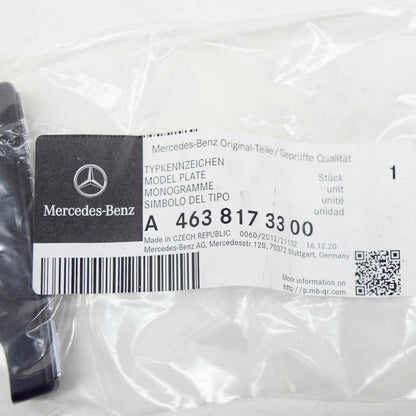 Mercedes-Benz Original-Teile/Geprüfte Qualität
TYPKENNZEICHEN
MODEL PLATE
MONOGRAMME
SIMBOLO DEL TIPO
Stück
unit
unité
unidad
1
Mercedes-Benz
A 463 817 33 00
Made in CZECH REPUBLIC 0060/2012/21132 16.12.20
Mercedes-Benz AG, Mercedesstr.120, 70372 Stuttgart, Germany
More information on
http://p.mb-qr.com